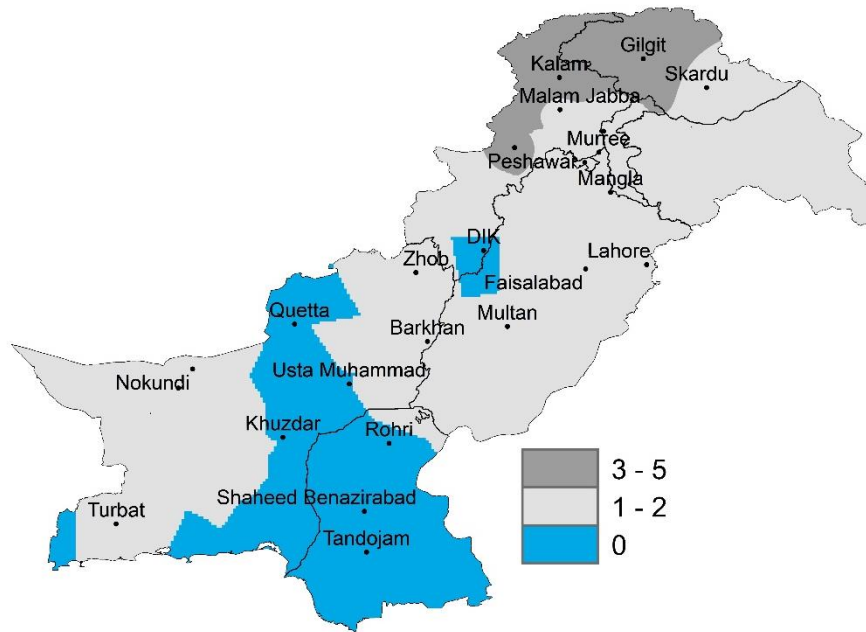 Gilgit
Kalam
Skardu
Malam Jabba
Murree
Peshawar
Mangla
DIK
Lahore
Zhob
Faisalabad
Quetta
Multan
Barkhan
Usta Muhammad
Nokundi
Khuzdar
Rohri
3 - 5
1 - 2
0
Shaheed Benazirabad
Turbat
Tandojam